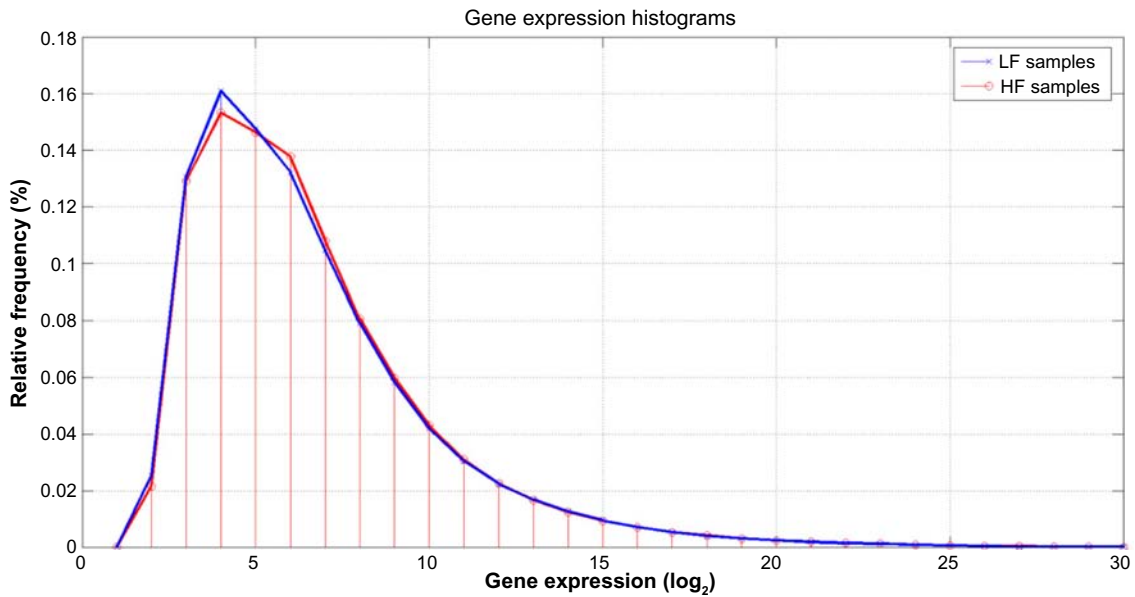 Gene expression histograms
0.18
0.16
0.14
0.12
0.1
0.08
0.06
0.04
0.02
0
Relative frequency (%)
LF samples
HF samples
0 5 10 15 20 25 30
Gene expression (log₂)